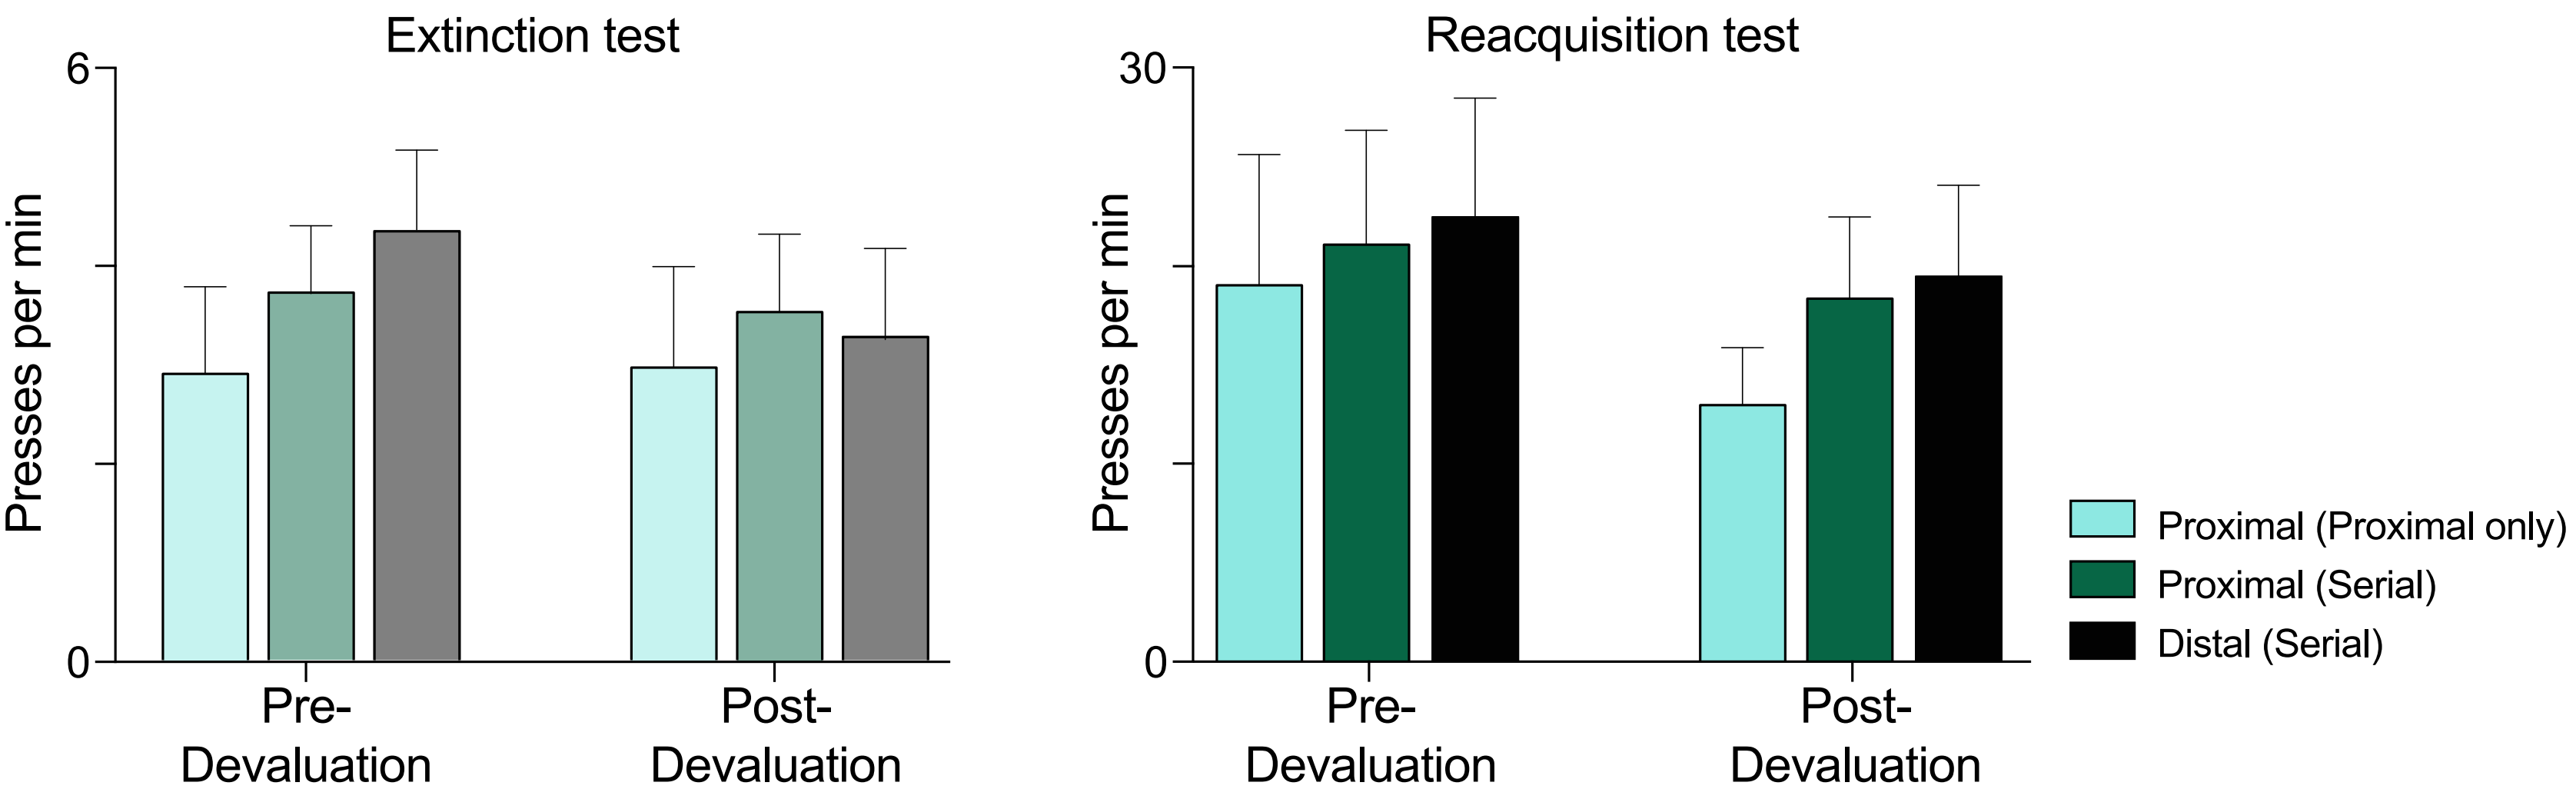 Extinction test
6
Presses per min
0
Pre-
Devaluation
Post-
Devaluation
Reacquisition test
30
Presses per min
0
Pre-
Devaluation
Post-
Devaluation
Proximal (Proximal only)
Proximal (Serial)
Distal (Serial)